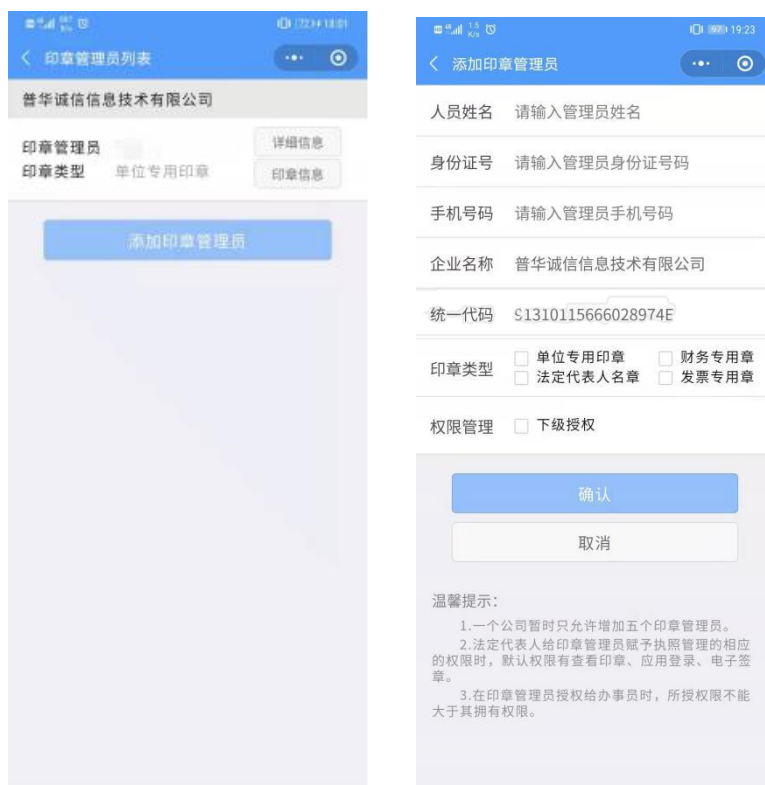 18:01
印章管理员列表
普华诚信信息技术有限公司
印章管理员
详细信息
印章类型 单位专用印章
印章信息
添加印章管理员
1.5 K/s
19:23
添加印章管理员
人员姓名 请输入管理员姓名
身份证号 请输入管理员身份证号码
手机号码 请输入管理员手机号码
企业名称 普华诚信信息技术有限公司
统一代码 91310115666028974E
印章类型 单位专用印章 财务专用章
法定代表人名章 发票专用章
权限管理 下级授权
确认
取消
温馨提示：
1.一个公司暂时只允许增加五个印章管理员。
2.法定代表人给印章管理员赋予执照管理的相应
的权限时，默认权限有查看印章、应用登录、电子签
章。
3.在印章管理员授权给办事员时，所授权限不能
大于其拥有权限。